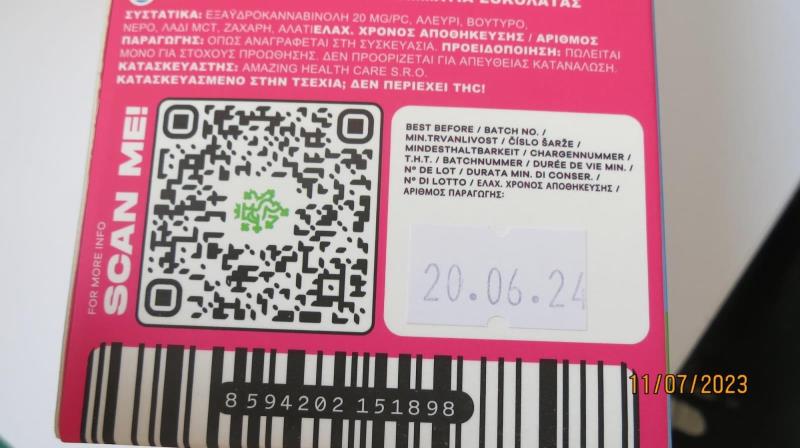 ΣΥΣΤΑΤΙΚΑ: ΕΞΑΫΔΡΟΚΑΝΝΑΒΙΝΟΛΗ 20 MG/PC, ΑΛΕΥΡΙ, ΒΟΥΤΥΡΟ,
ΝΕΡΟ, ΛΑΔΙ MCT, ΖΑΧΑΡΗ, ΑΛΑΤΙΕΛΑΧ. ΧΡΟΝΟΣ ΑΠΟΘΗΚΕΥΣΗΣ / ΑΡΙΘΜΟΣ
ΠΑΡΑΓΩΓΗΣ: ΟΠΩΣ ΑΝΑΓΡΑΦΕΤΑΙ ΣΤΗ ΣΥΣΚΕΥΑΣΙΑ. ΠΡΟΕΙΔΟΠΟΙΗΣΗ: ΠΩΛΕΙΤΑΙ
ΜΟΝΟ ΓΙΑ ΣΤΟΧΟΥΣ ΠΡΟΩΘΗΣΗΣ. ΔΕΝ ΠΡΟΟΡΙΖΕΤΑΙ ΓΙΑ ΑΠΕΥΘΕΙΑΣ ΚΑΤΑΝΑΛΩΣΗ.
ΚΑΤΑΣΚΕΥΑΣΤΗΣ: AMAZING HEALTH CARE S.R.O.
ΚΑΤΑΣΚΕΥΑΣΜΕΝΟ ΣΤΗΝ ΤΣΕΧΙΑ; ΔΕΝ ΠΕΡΙΕΧΕΙ THC!
FOR MORE INFO
SCAN ME!
BEST BEFORE / BATCH NO. /
MIN.TRVANLIVOST / ČÍSLO ŠARŽE /
MINDESTHALTBARKEIT / CHARGENNUMMER /
T.H.T. / BATCHNUMMER / DURÉE DE VIE MIN. /
N° DE LOT / DURATA MIN. DI CONSER. /
N° DI LOTTO / ΕΛΑΧ. ΧΡΟΝΟΣ ΑΠΟΘΗΚΕΥΣΗΣ /
ΑΡΙΘΜΟΣ ΠΑΡΑΓΩΓΗΣ:
20.06.24
8 594202 151898
11/07/2023